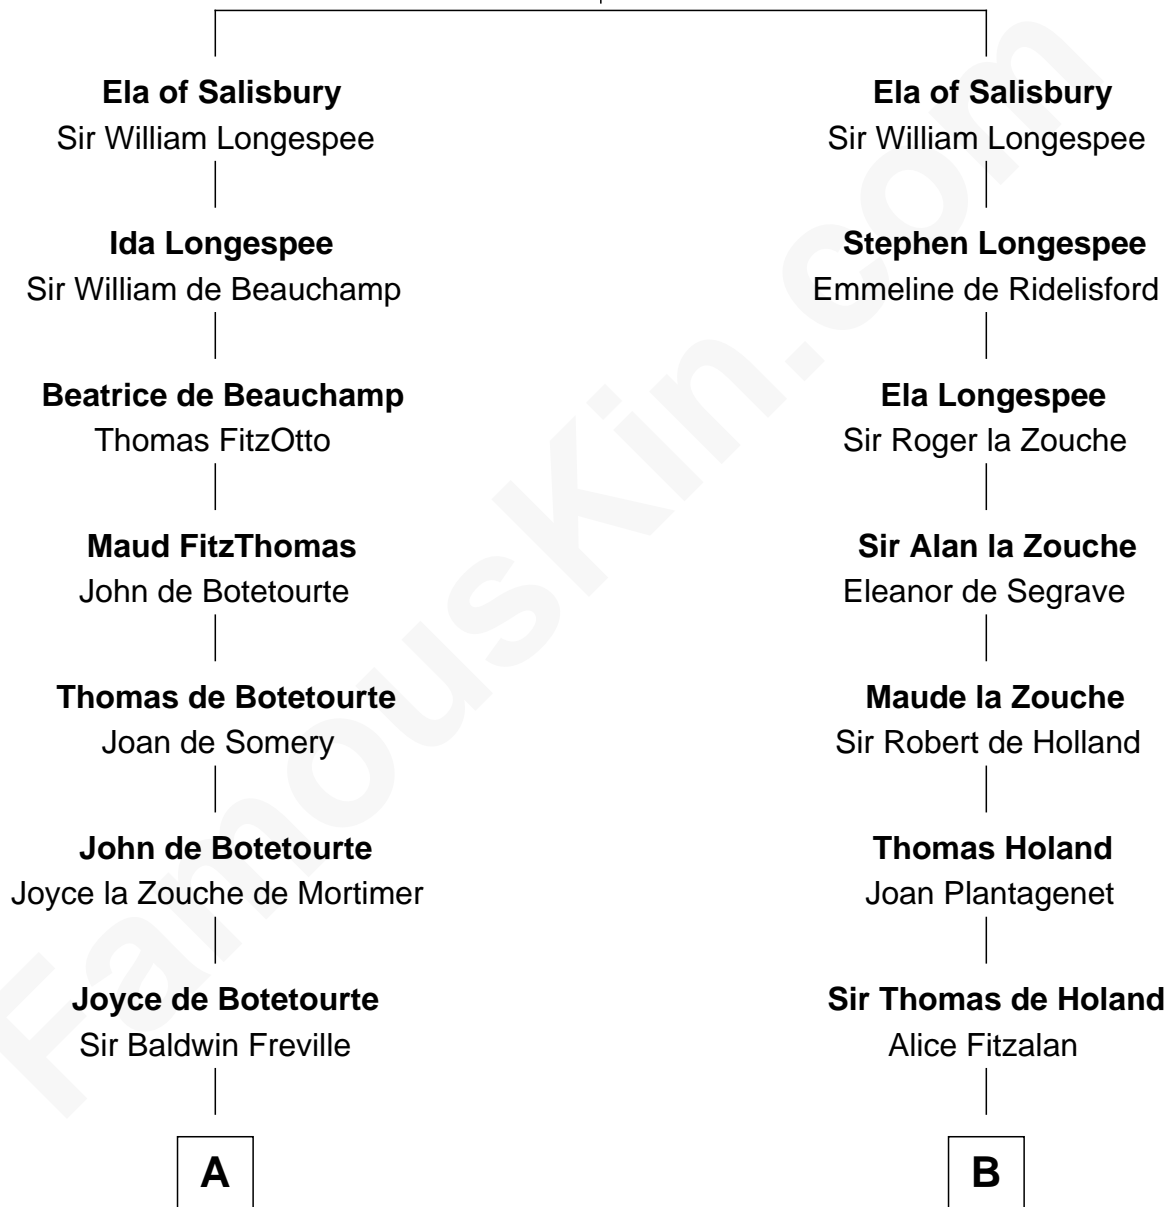 Ela of Salisbury
Sir William Longespee
Ida Longespee
Sir William de Beauchamp
Beatrice de Beauchamp
Thomas FitzOtto
Maud FitzThomas
John de Botetourte
Thomas de Botetourte
Joan de Somery
John de Botetourte
Joyce la Zouche de Mortimer
Joyce de Botetourte
Sir Baldwin Freville
A
Ela of Salisbury
Sir William Longespee
Stephen Longespee
Emmeline de Ridelisford
Ela Longespee
Sir Roger la Zouche
Sir Alan la Zouche
Eleanor de Segrave
Maude la Zouche
Sir Robert de Holland
Thomas Holand
Joan Plantagenet
Sir Thomas de Holand
Alice Fitzalan
B
FamousKin.com